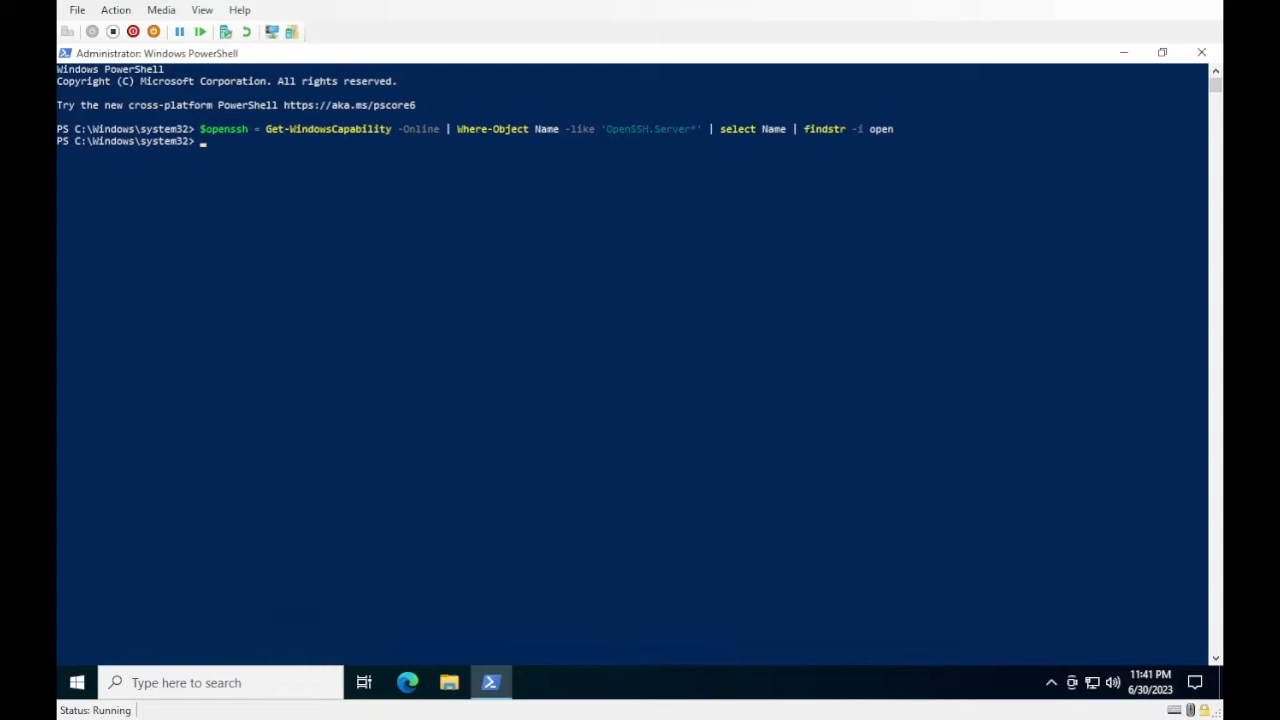 File Action Media View Help
Administrator: Windows PowerShell
Windows PowerShell
Copyright (C) Microsoft Corporation. All rights reserved.
Try the new cross-platform PowerShell https://aka.ms/pscore6
PS C:\Windows\system32> $openssh = Get-WindowsCapability -Online | Where-Object Name -like 'OpenSSH.Server*' | select Name | findstr -i open
PS C:\Windows\system32>
Type here to search
11:41 PM
6/30/2023
Status: Running